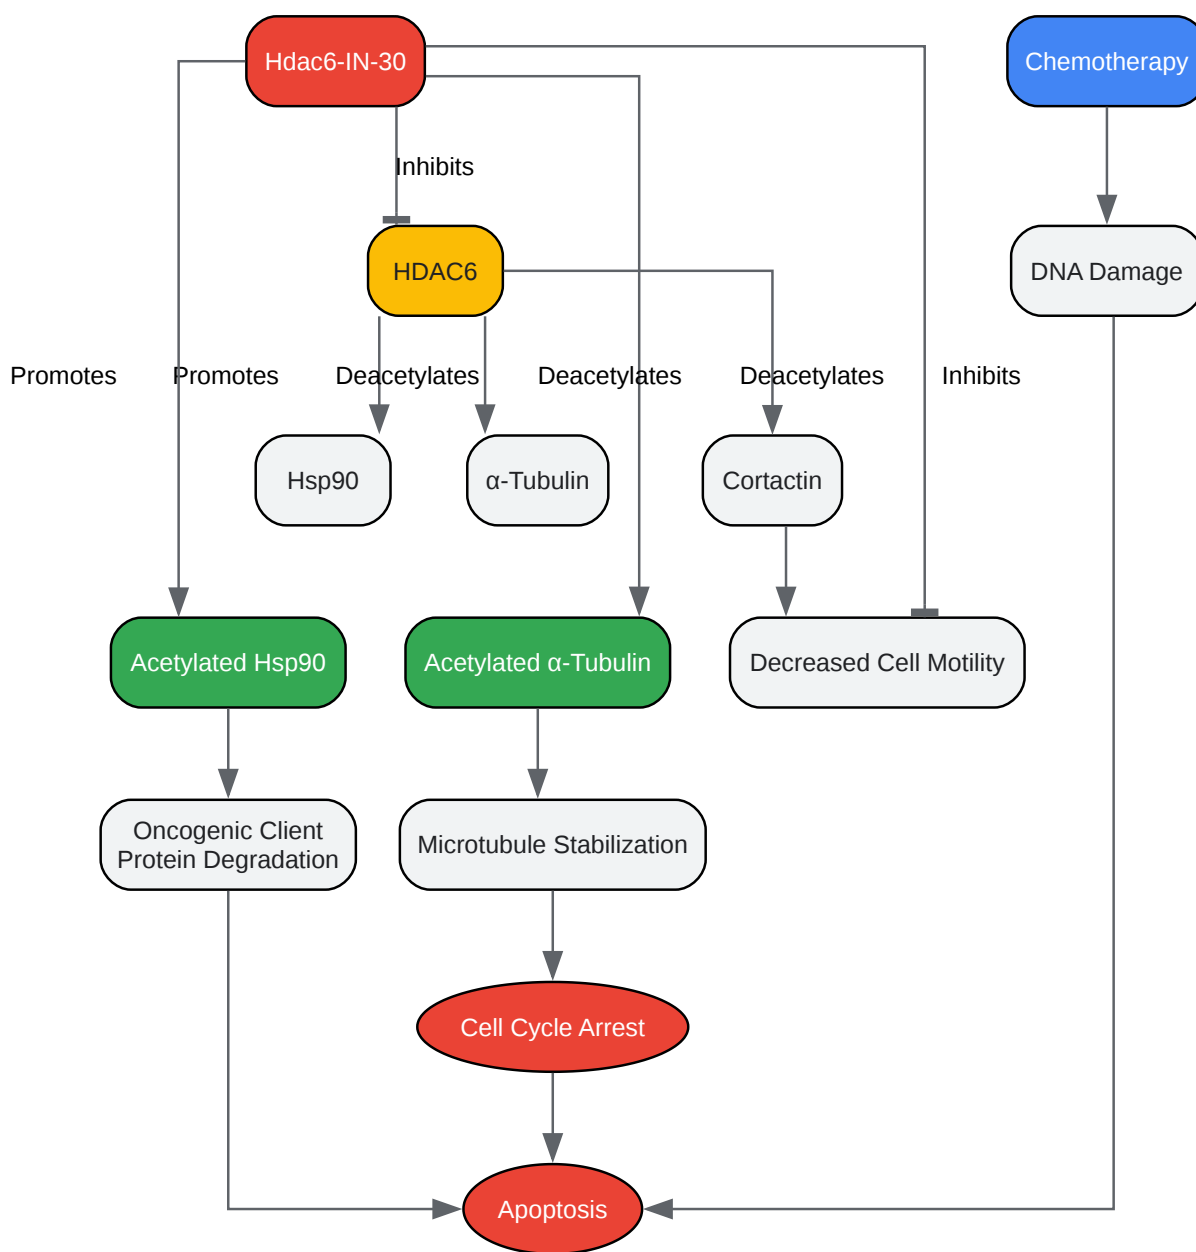 Hdac6-IN-30
Chemotherapy
Inhibits
HDAC6
DNA Damage
Promotes
Promotes
Deacetylates
Deacetylates
Deacetylates
Inhibits
Hsp90
α-Tubulin
Cortactin
Acetylated Hsp90
Acetylated α-Tubulin
Decreased Cell Motility
Oncogenic Client
Protein Degradation
Microtubule Stabilization
Cell Cycle Arrest
Apoptosis